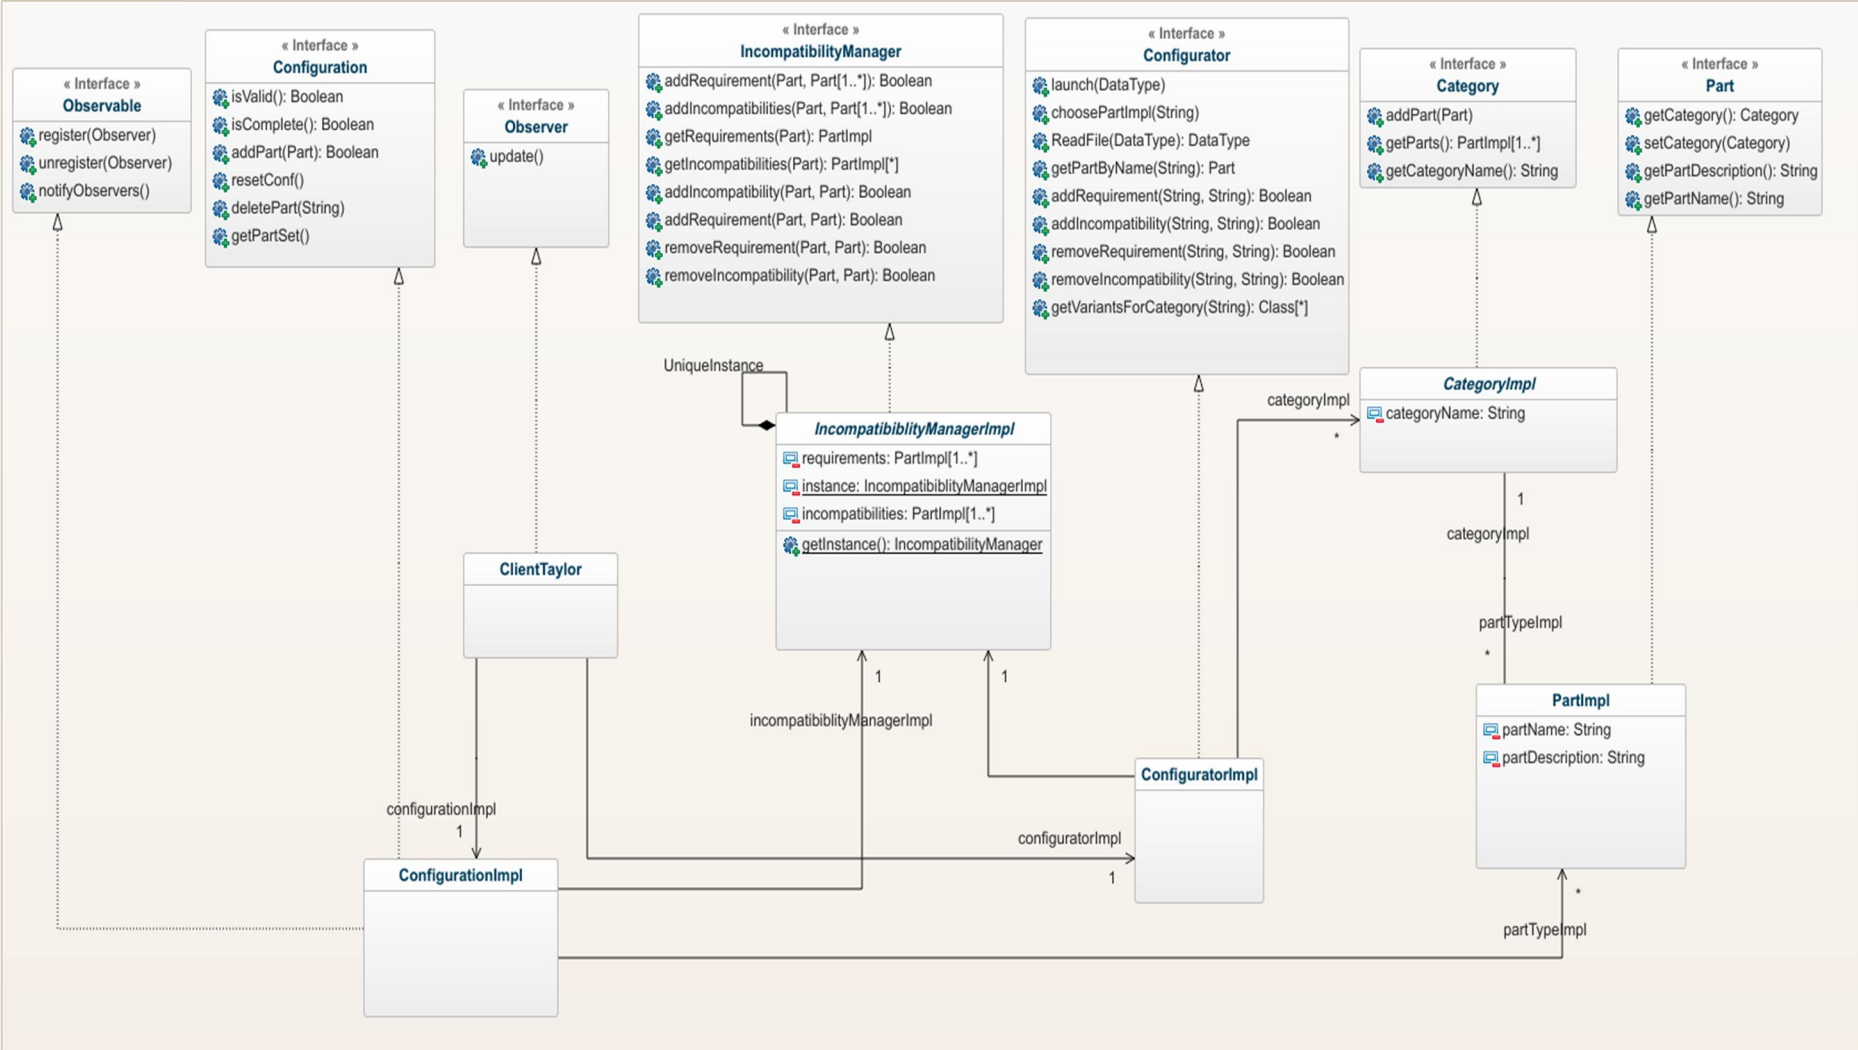 « Interface »
Observable
register(Observer)
unregister(Observer)
notifyObservers()
« Interface »
Configuration
isValid(): Boolean
isComplete(): Boolean
addPart(Part): Boolean
resetConf()
deletePart(String)
getPartSet()
« Interface »
Observer
update()
« Interface »
IncompatibilityManager
addRequirement(Part, Part[1..*]): Boolean
addIncompatibilities(Part, Part[1..*]): Boolean
getRequirements(Part): PartImpl
getIncompatibilities(Part): PartImpl[*]
addIncompatibility(Part, Part): Boolean
addRequirement(Part, Part): Boolean
removeRequirement(Part, Part): Boolean
removeIncompatibility(Part, Part): Boolean
« Interface »
Configurator
launch(DataType)
choosePartImpl(String)
ReadFile(DataType): DataType
getPartByName(String): Part
addRequirement(String, String): Boolean
addIncompatibility(String, String): Boolean
removeRequirement(String, String): Boolean
removeIncompatibility(String, String): Boolean
getVariantsForCategory(String): Class[*]
« Interface »
Category
addPart(Part)
getParts(): PartImpl[1..*]
getCategoryName(): String
« Interface »
Part
getCategory(): Category
setCategory(Category)
getPartDescription(): String
getPartName(): String
UniqueInstance
IncompatibiblityManagerImpl
requirements: PartImpl[1..*]
instance: IncompatibiblityManagerImpl
incompatibilities: PartImpl[1..*]
getInstance(): IncompatibilityManager
categoryImpl
*
CategoryImpl
categoryName: String
1
categoryImpl
partTypeImpl
*
ClientTaylor
1
1
incompatibiblityManagerImpl
PartImpl
partName: String
partDescription: String
ConfiguratorImpl
configurationImpl
1
configuratorImpl
1
ConfigurationImpl
*
partTypeImpl